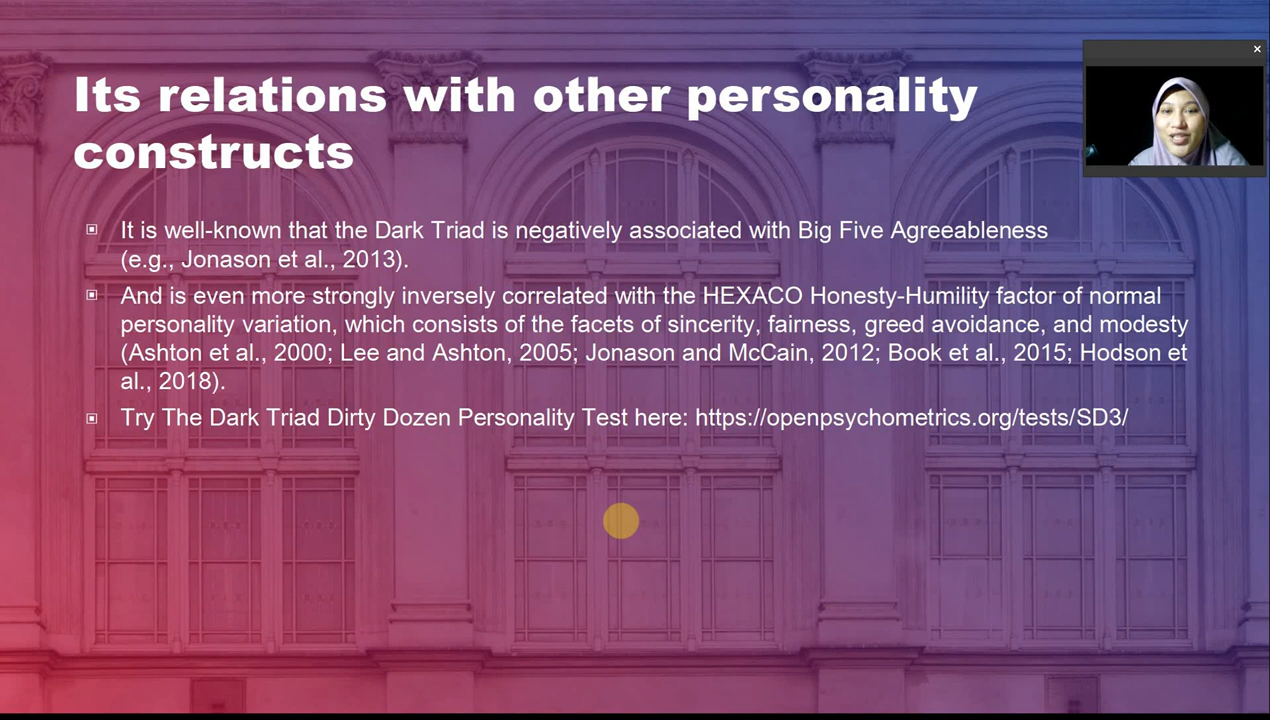 Its relations with other personality
constructs
It is well-known that the Dark Triad is negatively associated with Big Five Agreeableness
(e.g., Jonason et al., 2013).
And is even more strongly inversely correlated with the HEXACO Honesty-Humility factor of normal
personality variation, which consists of the facets of sincerity, fairness, greed avoidance, and modesty
(Ashton et al., 2000; Lee and Ashton, 2005; Jonason and McCain, 2012; Book et al., 2015; Hodson et
al., 2018).
Try The Dark Triad Dirty Dozen Personality Test here: https://openpsychometrics.org/tests/SD3/